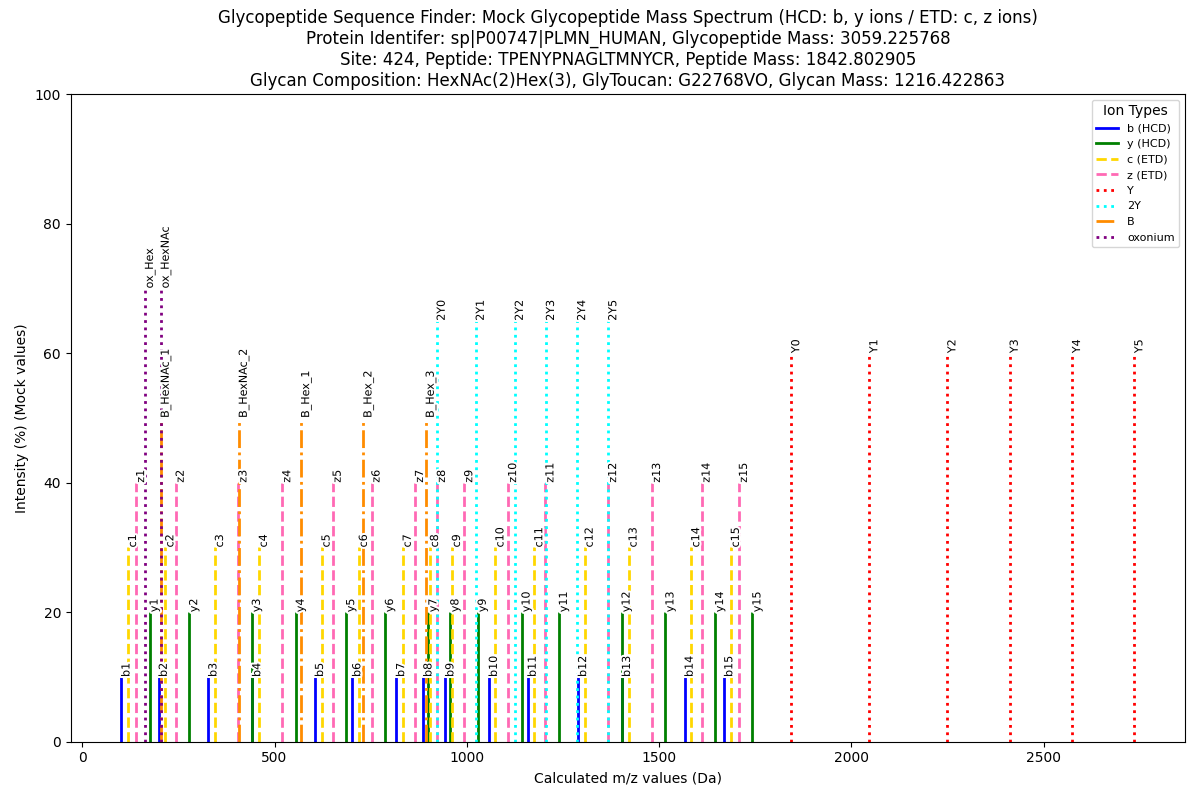 Glycopeptide Sequence Finder: Mock Glycopeptide Mass Spectrum (HCD: b, y ions / ETD: c, z ions)
Protein Identifer: sp|P00747|PLMN_HUMAN, Glycopeptide Mass: 3059.225768
Site: 424, Peptide: TPENYPNAGLTMNYCR, Peptide Mass: 1842.802905
Glycan Composition: HexNAc(2)Hex(3), GlyToucan: G22768VO, Glycan Mass: 1216.422863
100
80
60
40
20
0
Intensity (%) (Mock values)
Ion Types
b (HCD)
y (HCD)
c (ETD)
z (ETD)
Y
2Y
B
oxonium
ox_Hex
ox_HexNAc
2Y0
2Y1
2Y2
2Y3
2Y4
2Y5
Y0
Y1
Y2
Y3
Y4
Y5
B_HexNAc_1
B_HexNAc_2
B_Hex_1
B_Hex_2
B_Hex_3
z1
z2
z3
z4
z5
z6
z7
z8
z9
z10
z11
z12
z13
z14
z15
c1
c2
c3
c4
c5
c6
c7
c8
c9
c10
c11
c12
c13
c14
c15
y1
y2
y3
y4
y5
y6
y7
y8
y9
y10
y11
y12
y13
y14
y15
b1
b2
b3
b4
b5
b6
b7
b8
b9
b10
b11
b12
b13
b14
b15
0
500
1000
1500
2000
2500
Calculated m/z values (Da)